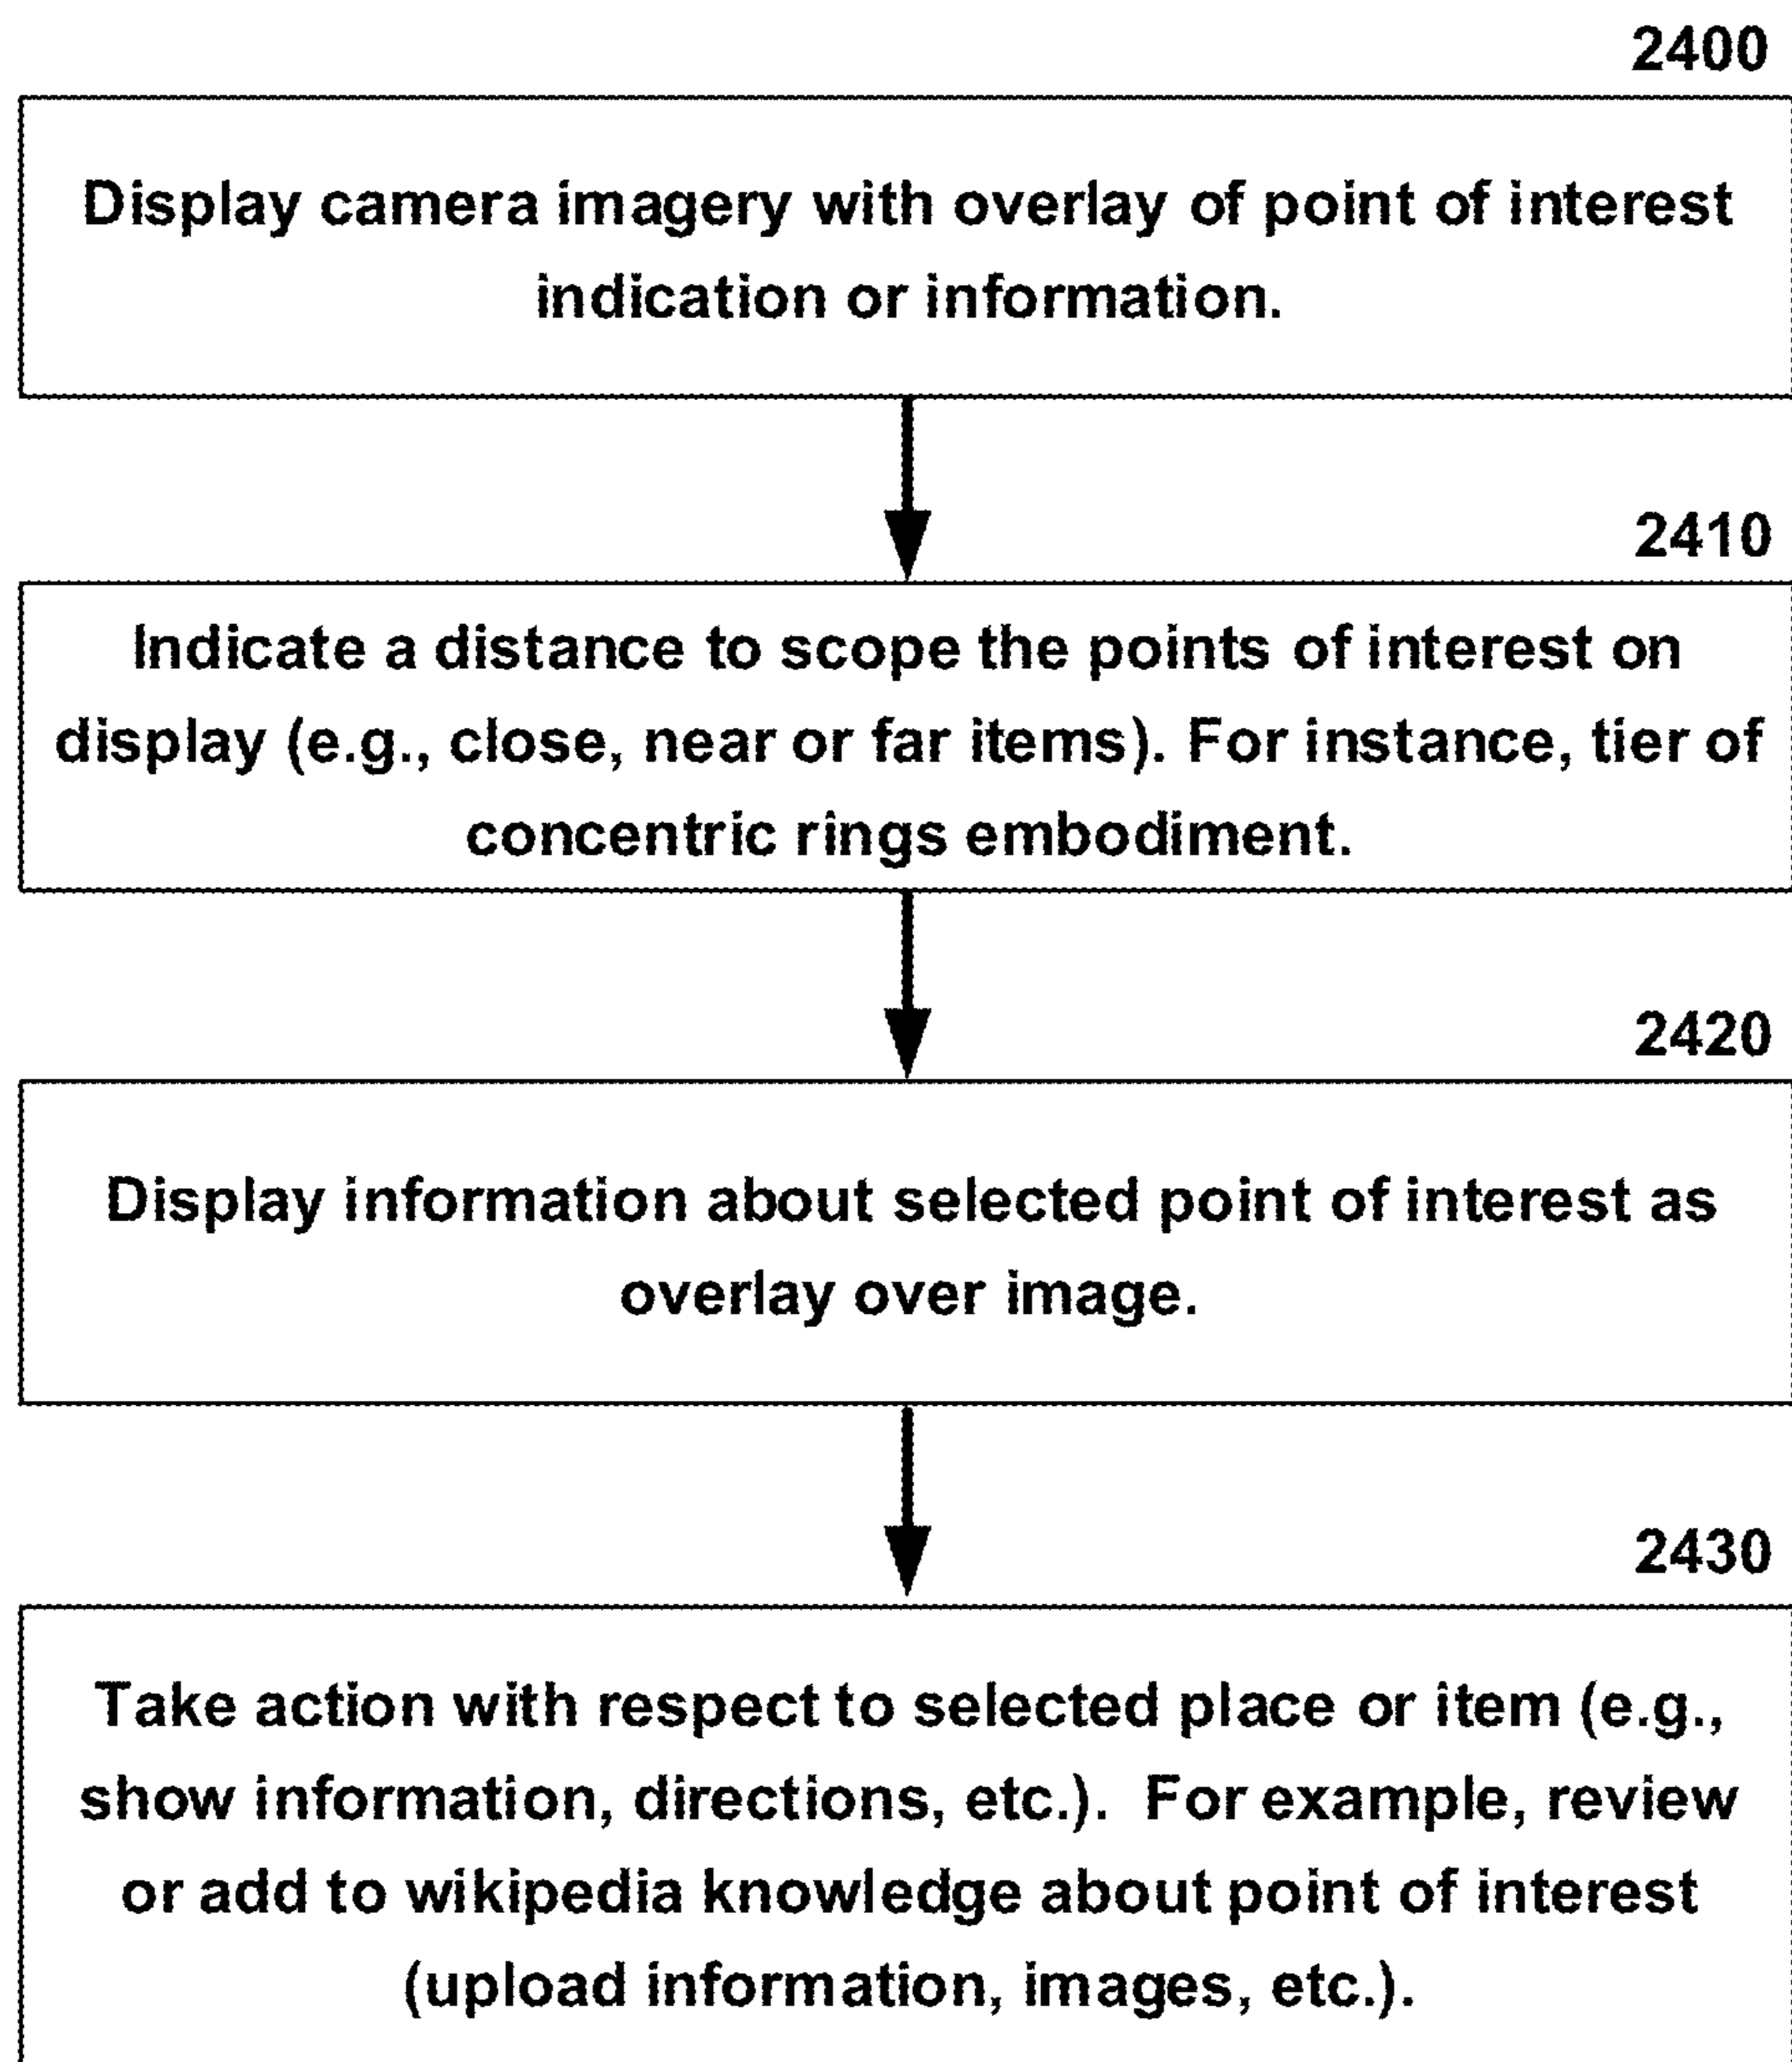 2400
Display camera imagery with overlay of point of interest
indication or information.
2410
Indicate a distance to scope the points of interest on
display (e.g., close, near or far items). For instance, tier of
concentric rings embodiment.
2420
Display information about selected point of interest as
overlay over image.
2430
Take action with respect to selected place or item (e.g.,
show information, directions, etc.). For example, review
or add to wikipedia knowledge about point of interest
(upload information, images, etc.).